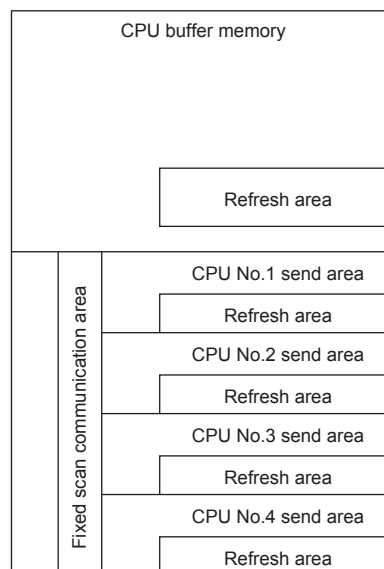 CPU buffer memory
Refresh area
CPU No.1 send area
Refresh area
CPU No.2 send area
Refresh area
CPU No.3 send area
Refresh area
CPU No.4 send area
Refresh area
Fixed scan communication area